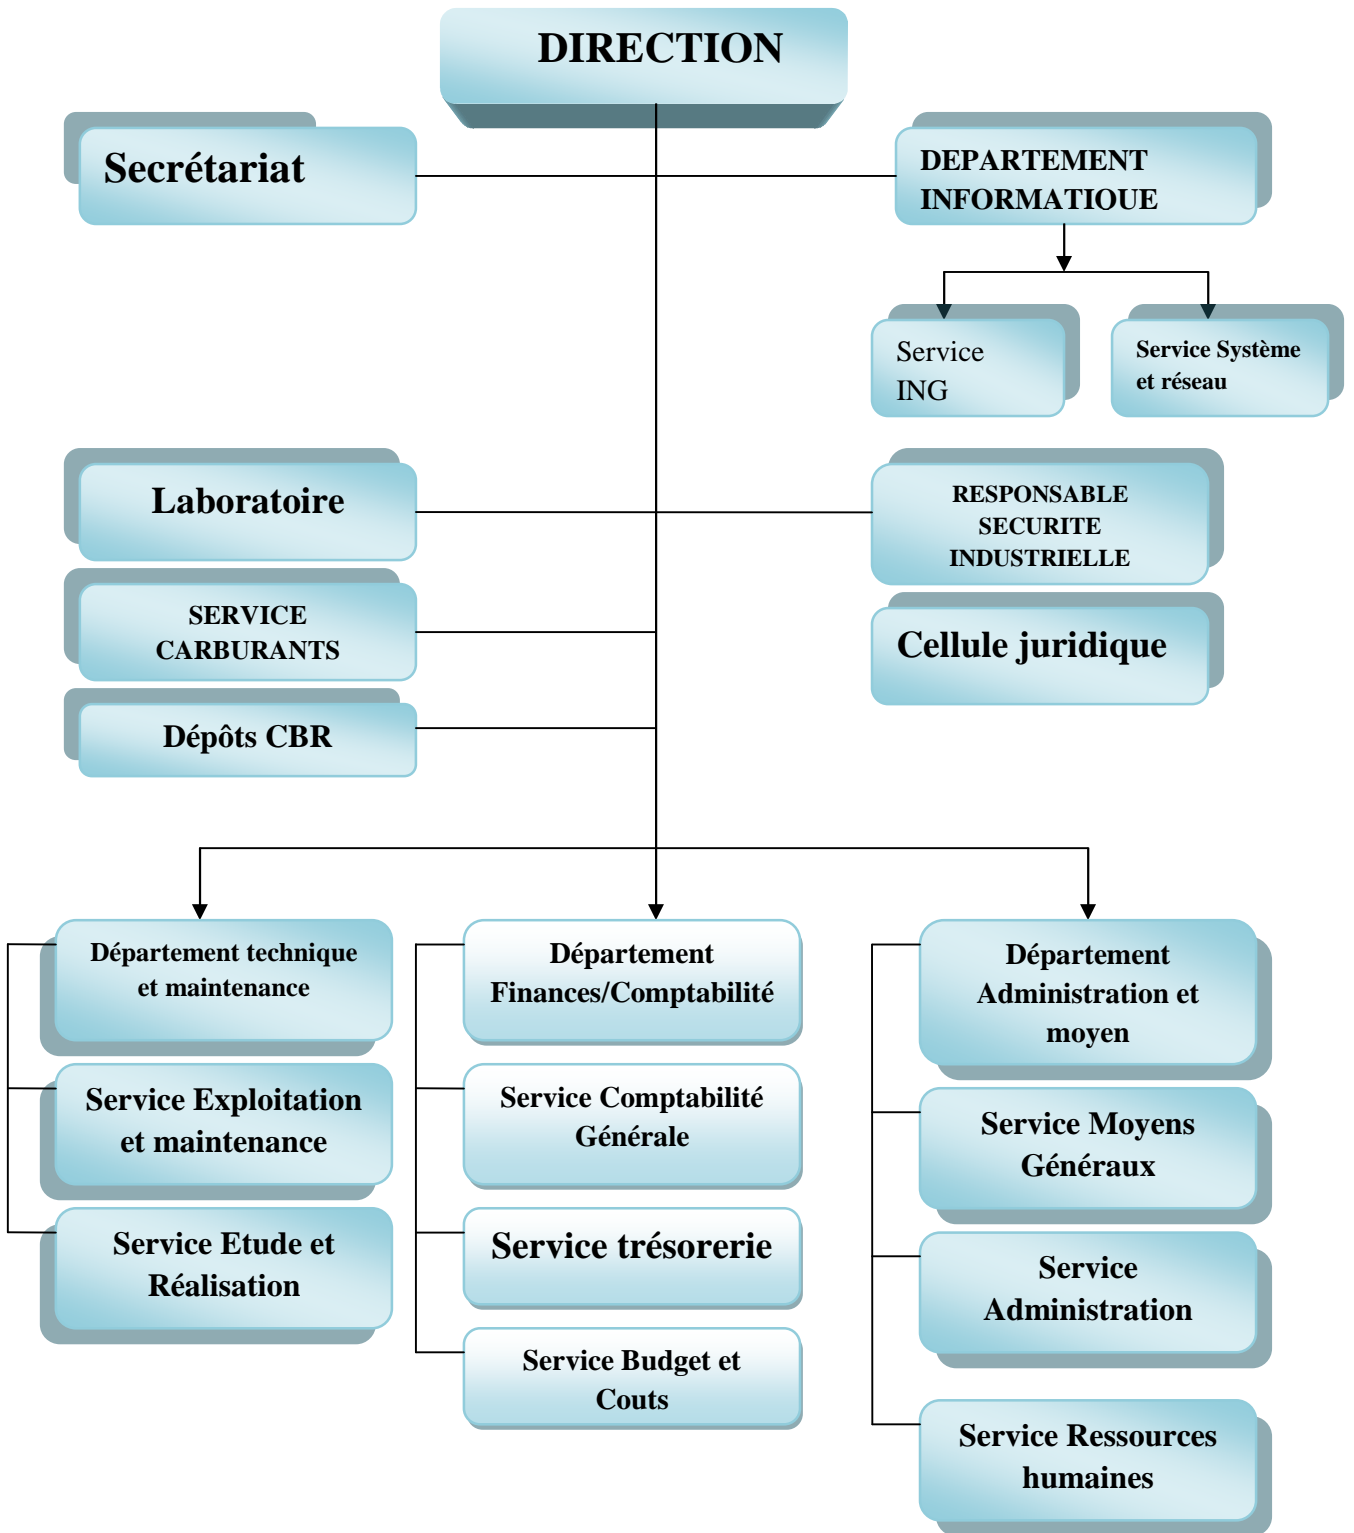 DIRECTION
Secrétariat
DEPARTEMENT
INFORMATIOUE
Service
ING
Service Système
et réseau
Laboratoire
RESPONSABLE
SECURITE
INDUSTRIELLE
SERVICE
CARBURANTS
Cellule juridique
Dépôts CBR
Département technique
et maintenance
Service Exploitation
et maintenance
Service Etude et
Réalisation
Département
Finances/Comptabilité
Service Comptabilité
Générale
Service trésorerie
Service Budget et
Couts
Département
Administration et
moyen
Service Moyens
Généraux
Service
Administration
Service Ressources
humaines